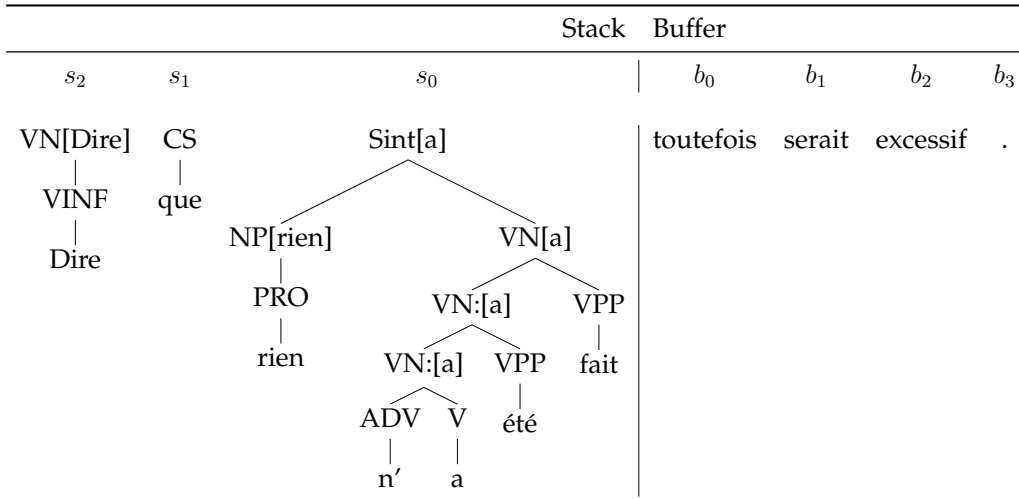 Stack Buffer
s2 s1 s0 b0 b1 b2 b3
VN[Dire] CS Sint[a] toutefois serait excessif .
VINF que
NP[rien] VN[a]
Dire
PRO VN:[a] VPP
rien VN:[a] VPP fait
ADV V été
n’ a